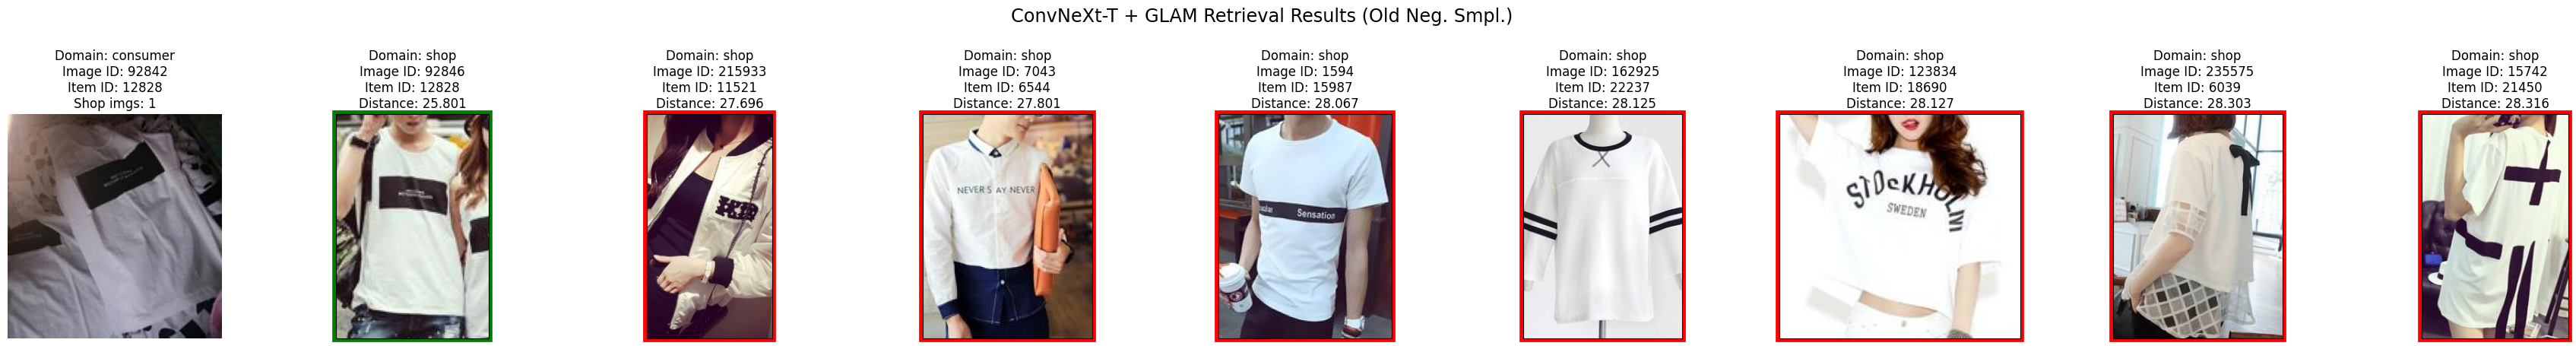 ConvNeXt-T + GLAM Retrieval Results (Old Neg. Smpl.)
Domain: consumer
Image ID: 92842
Item ID: 12828
Shop imgs: 1
Domain: shop
Image ID: 92846
Item ID: 12828
Distance: 25.801
Domain: shop
Image ID: 215933
Item ID: 11521
Distance: 27.696
Domain: shop
Image ID: 7043
Item ID: 6544
Distance: 27.801
NEVER S AY NEVER
Domain: shop
Image ID: 1594
Item ID: 15987
Distance: 28.067
Sensation
Domain: shop
Image ID: 162925
Item ID: 22237
Distance: 28.125
Domain: shop
Image ID: 123834
Item ID: 18690
Distance: 28.127
STOCKHOLM
SWEDEN
Domain: shop
Image ID: 235575
Item ID: 6039
Distance: 28.303
Domain: shop
Image ID: 15742
Item ID: 21450
Distance: 28.316